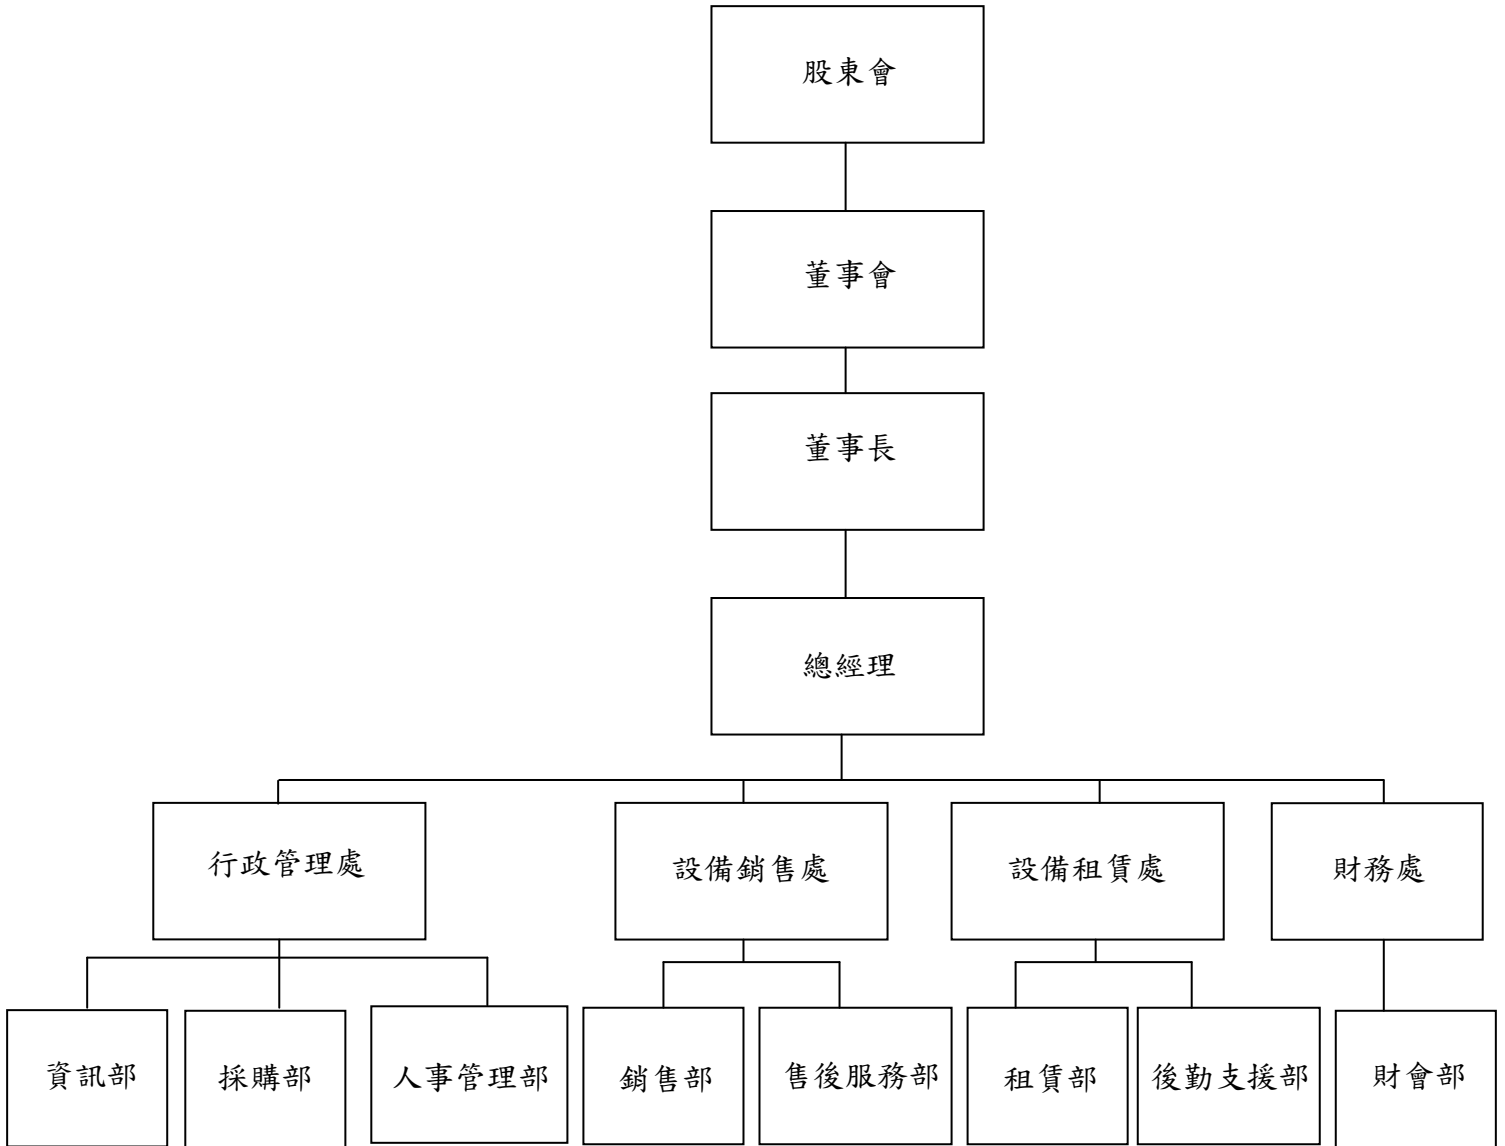 股東會
董事會
董事長
總經理
行政管理處
設備銷售處
設備租賃處
財務處
資訊部
採購部
人事管理部
銷售部
售後服務部
租賃部
後勤支援部
財會部